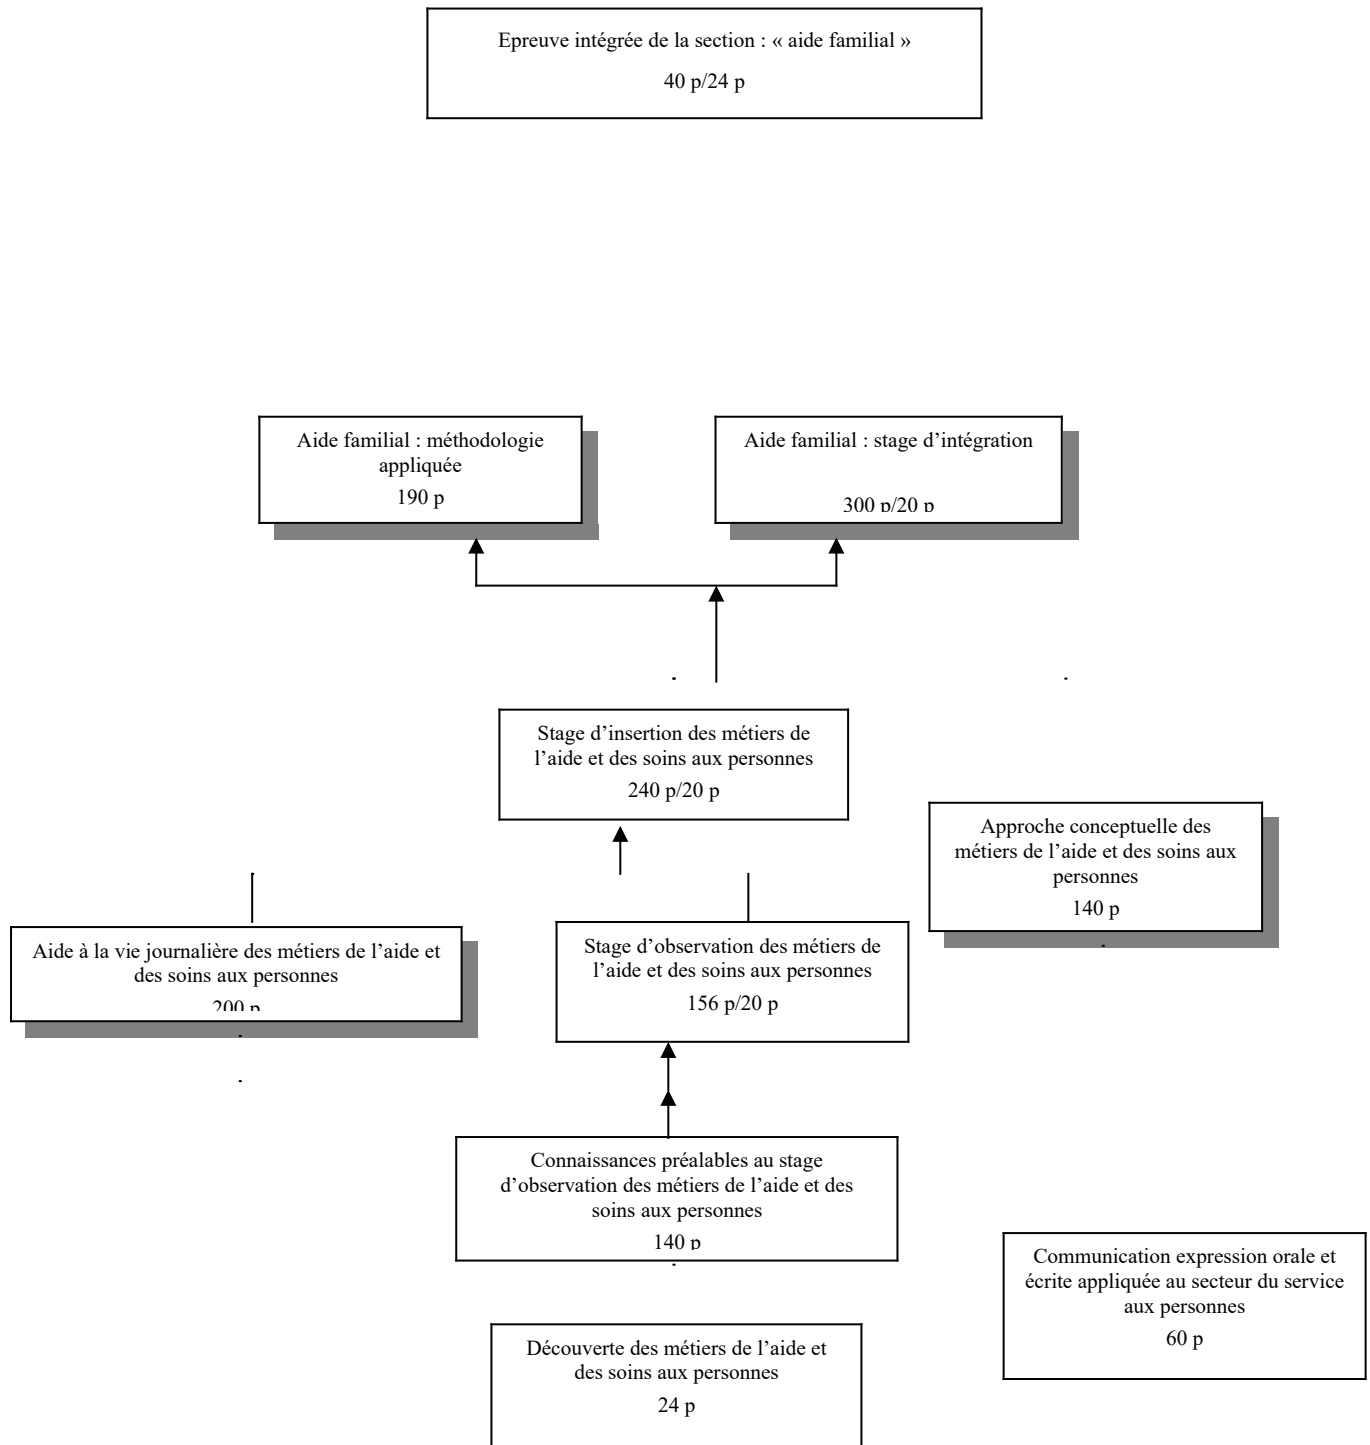 Epreuve intégrée de la section : « aide familial »
40 p/24 p
Aide familial : méthodologie
appliquée
190 p
Aide familial : stage d’intégration
300 p/20 p
Stage d’insertion des métiers de
l’aide et des soins aux personnes
240 p/20 p
Approche conceptuelle des
métiers de l’aide et des soins aux
personnes
140 p
Aide à la vie journalière des métiers de l’aide et
des soins aux personnes
200 p
Stage d’observation des métiers de
l’aide et des soins aux personnes
156 p/20 p
Connaissances préalables au stage
d’observation des métiers de l’aide et des
soins aux personnes
140 p
Communication expression orale et
écrite appliquée au secteur du service
aux personnes
60 p
Découverte des métiers de l’aide et
des soins aux personnes
24 p